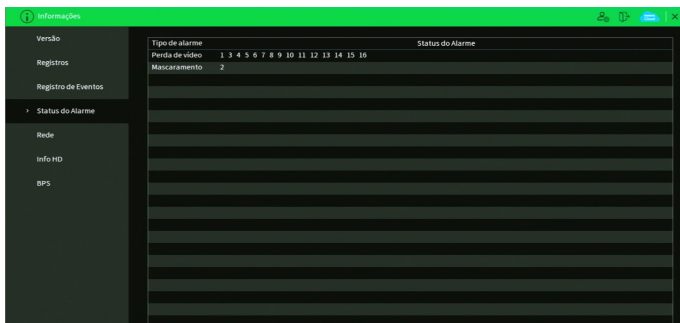 Informações
Versão
Registros
Registro de Eventos
Status do Alarme
Rede
Info HD
BPS
Tipo de alarme Status do Alarme
Perda de vídeo 1 3 4 5 6 7 8 9 10 11 12 13 14 15 16
Mascaramento 2